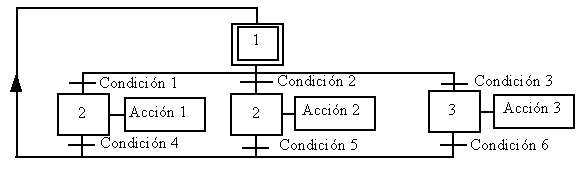 1
Condición 1
Condición 2
Condición 3
2
Acción 1
2
Acción 2
3
Acción 3
Condición 4
Condición 5
Condición 6